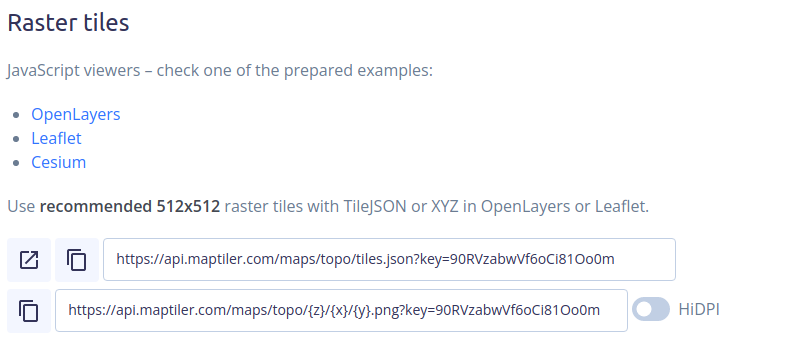 Raster tiles
JavaScript viewers – check one of the prepared examples:
OpenLayers
Leaflet
Cesium
Use recommended 512x512 raster tiles with TileJSON or XYZ in OpenLayers or Leaflet.
https://api.maptiler.com/maps/topo/tiles.json?key=90RVzabwVf6oCi81Oo0m
https://api.maptiler.com/maps/topo/{z}/{x}/{y}.png?key=90RVzabwVf6oCi81Oo0m
HiDPI